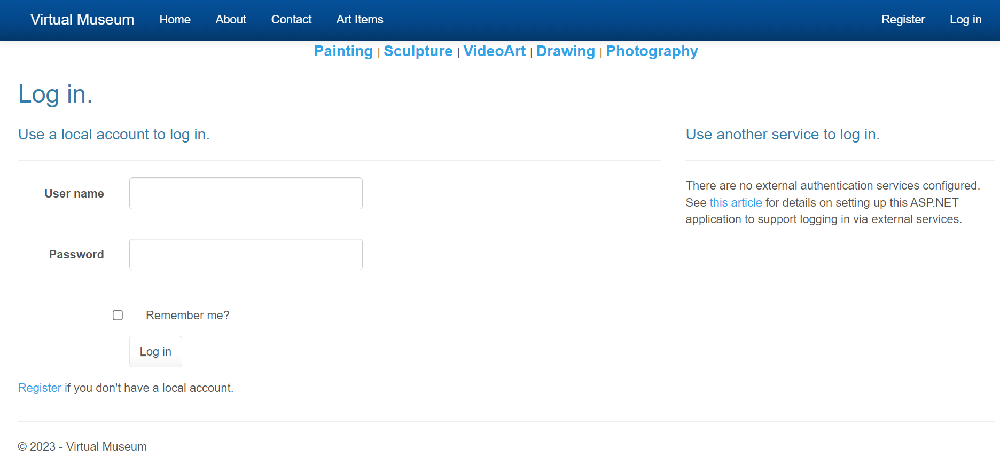 Virtual Museum Home About Contact Art Items Register Log in
Painting | Sculpture | VideoArt | Drawing | Photography
Log in.
Use a local account to log in.
User name
Password
Remember me?
Log in
Register if you don't have a local account.
Use another service to log in.
There are no external authentication services configured.
See this article for details on setting up this ASP.NET
application to support logging in via external services.
© 2023 - Virtual Museum